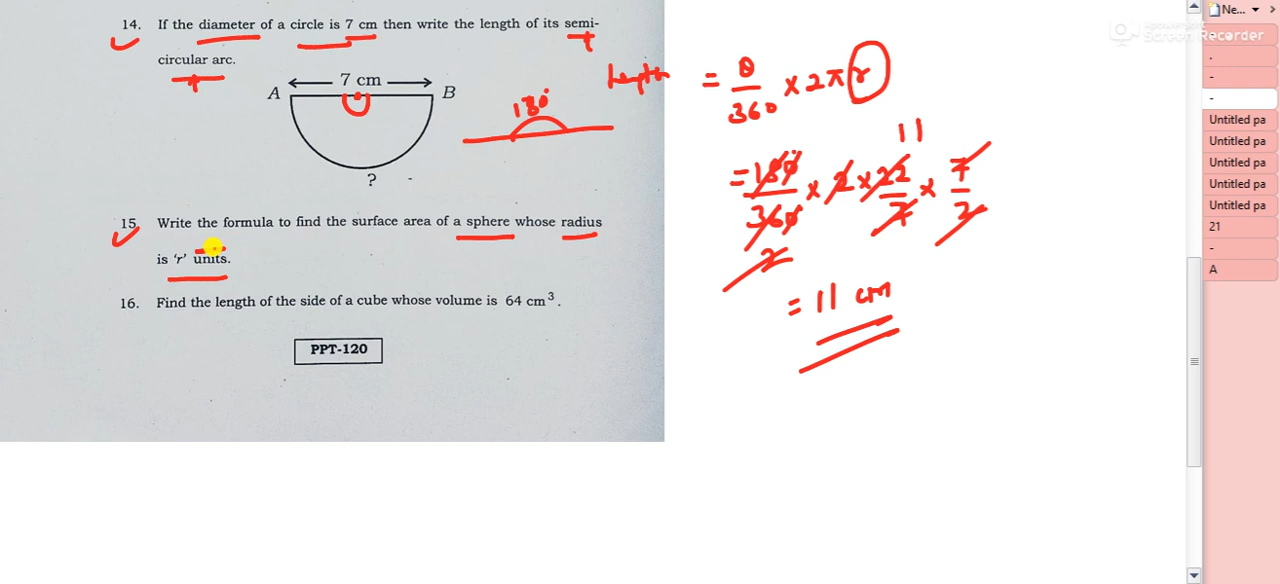 14. If the diameter of a circle is 7 cm then write the length of its semi-
circular arc.
7 cm
A B
?
180°
15. Write the formula to find the surface area of a sphere whose radius
is 'r' units.
16. Find the length of the side of a cube whose volume is 64 cm³.
PPT-120
length = θ/360 × 2πr
11
= 180/360 × 2 × 22/7 × 7/2
2
= 11 cm
Screen Recorder
Ne...
-
.
-
-
Untitled pa
Untitled pa
Untitled pa
Untitled pa
Untitled pa
21
-
A